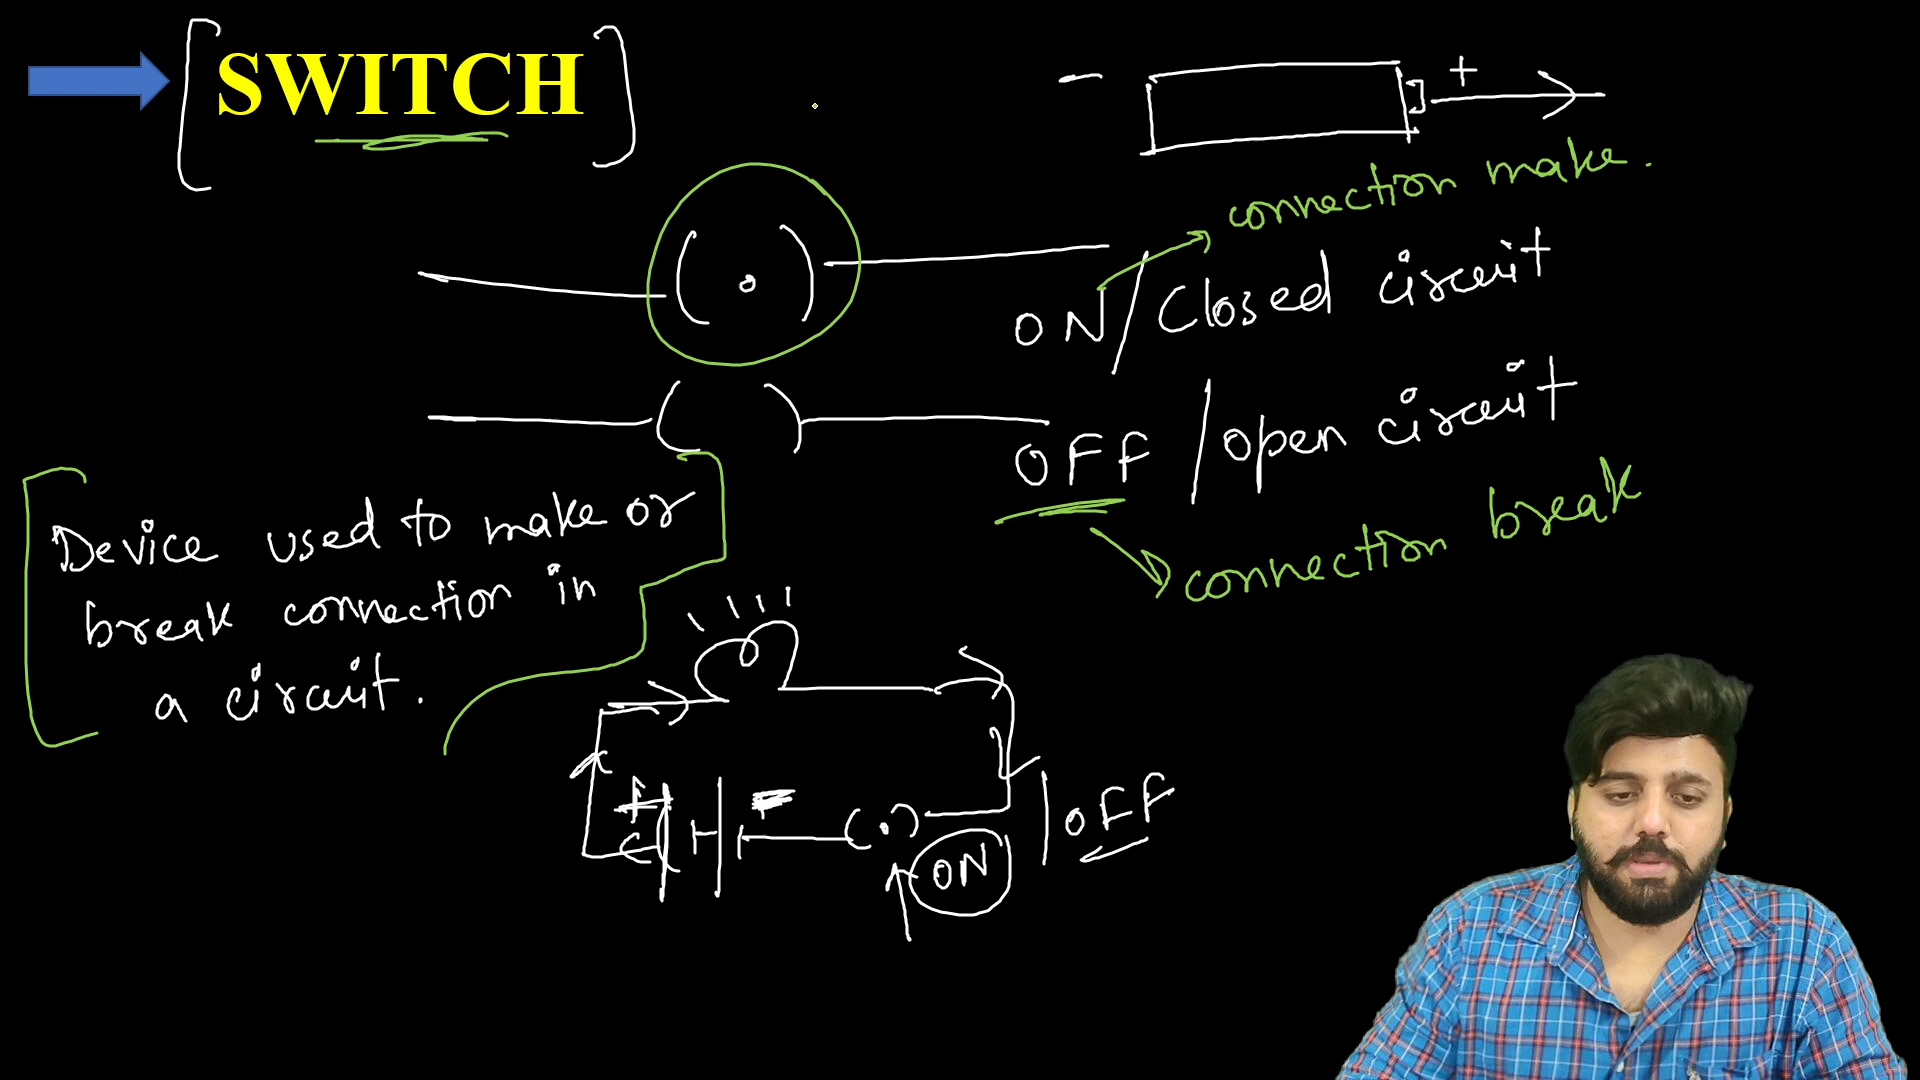 SWITCH
- +
connection make.
ON/Closed circuit
OFF/open circuit
connection break
Device used to make or
break connection in
a circuit.
+ -
ON | OFF